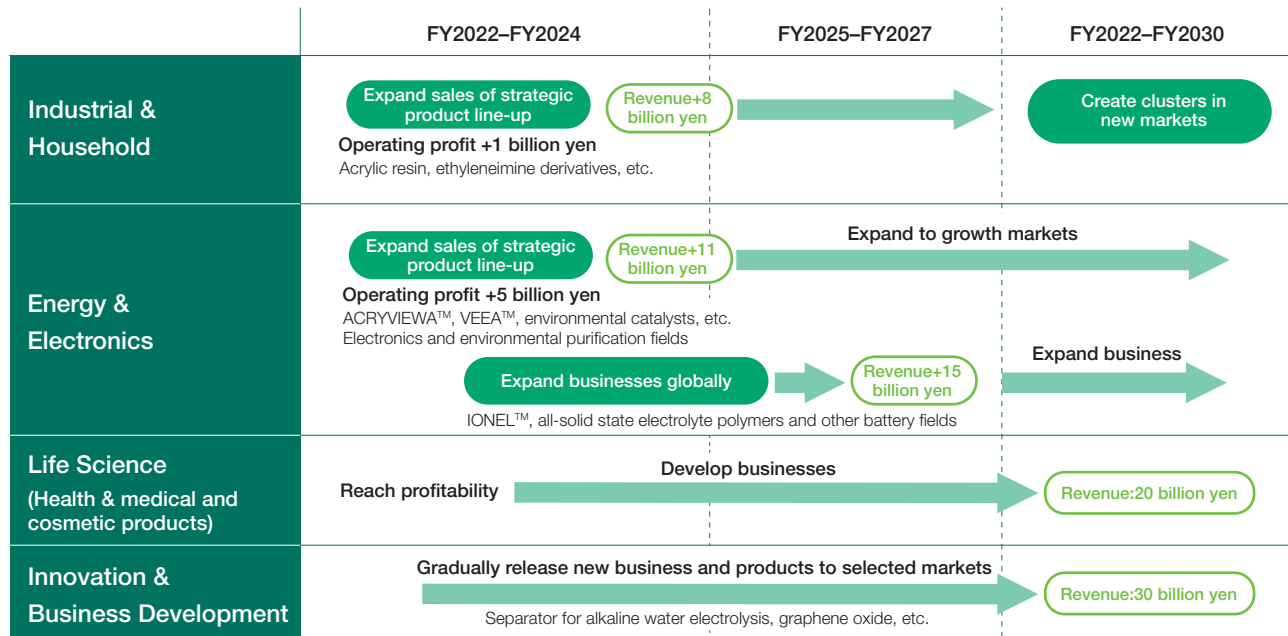 FY2022–FY2024
FY2025–FY2027
FY2022–FY2030
Industrial &
Household
Expand sales of strategic
product line-up
Revenue+8
billion yen
Operating profit +1 billion yen
Acrylic resin, ethyleneimine derivatives, etc.
Create clusters in
new markets
Energy &
Electronics
Expand sales of strategic
product line-up
Revenue+11
billion yen
Expand to growth markets
Operating profit +5 billion yen
ACRYVIEWA™, VEEA™, environmental catalysts, etc.
Electronics and environmental purification fields
Expand businesses globally
Revenue+15
billion yen
Expand business
IONEL™, all-solid state electrolyte polymers and other battery fields
Life Science
(Health & medical and
cosmetic products)
Reach profitability
Develop businesses
Revenue:20 billion yen
Innovation &
Business Development
Gradually release new business and products to selected markets
Separator for alkaline water electrolysis, graphene oxide, etc.
Revenue:30 billion yen